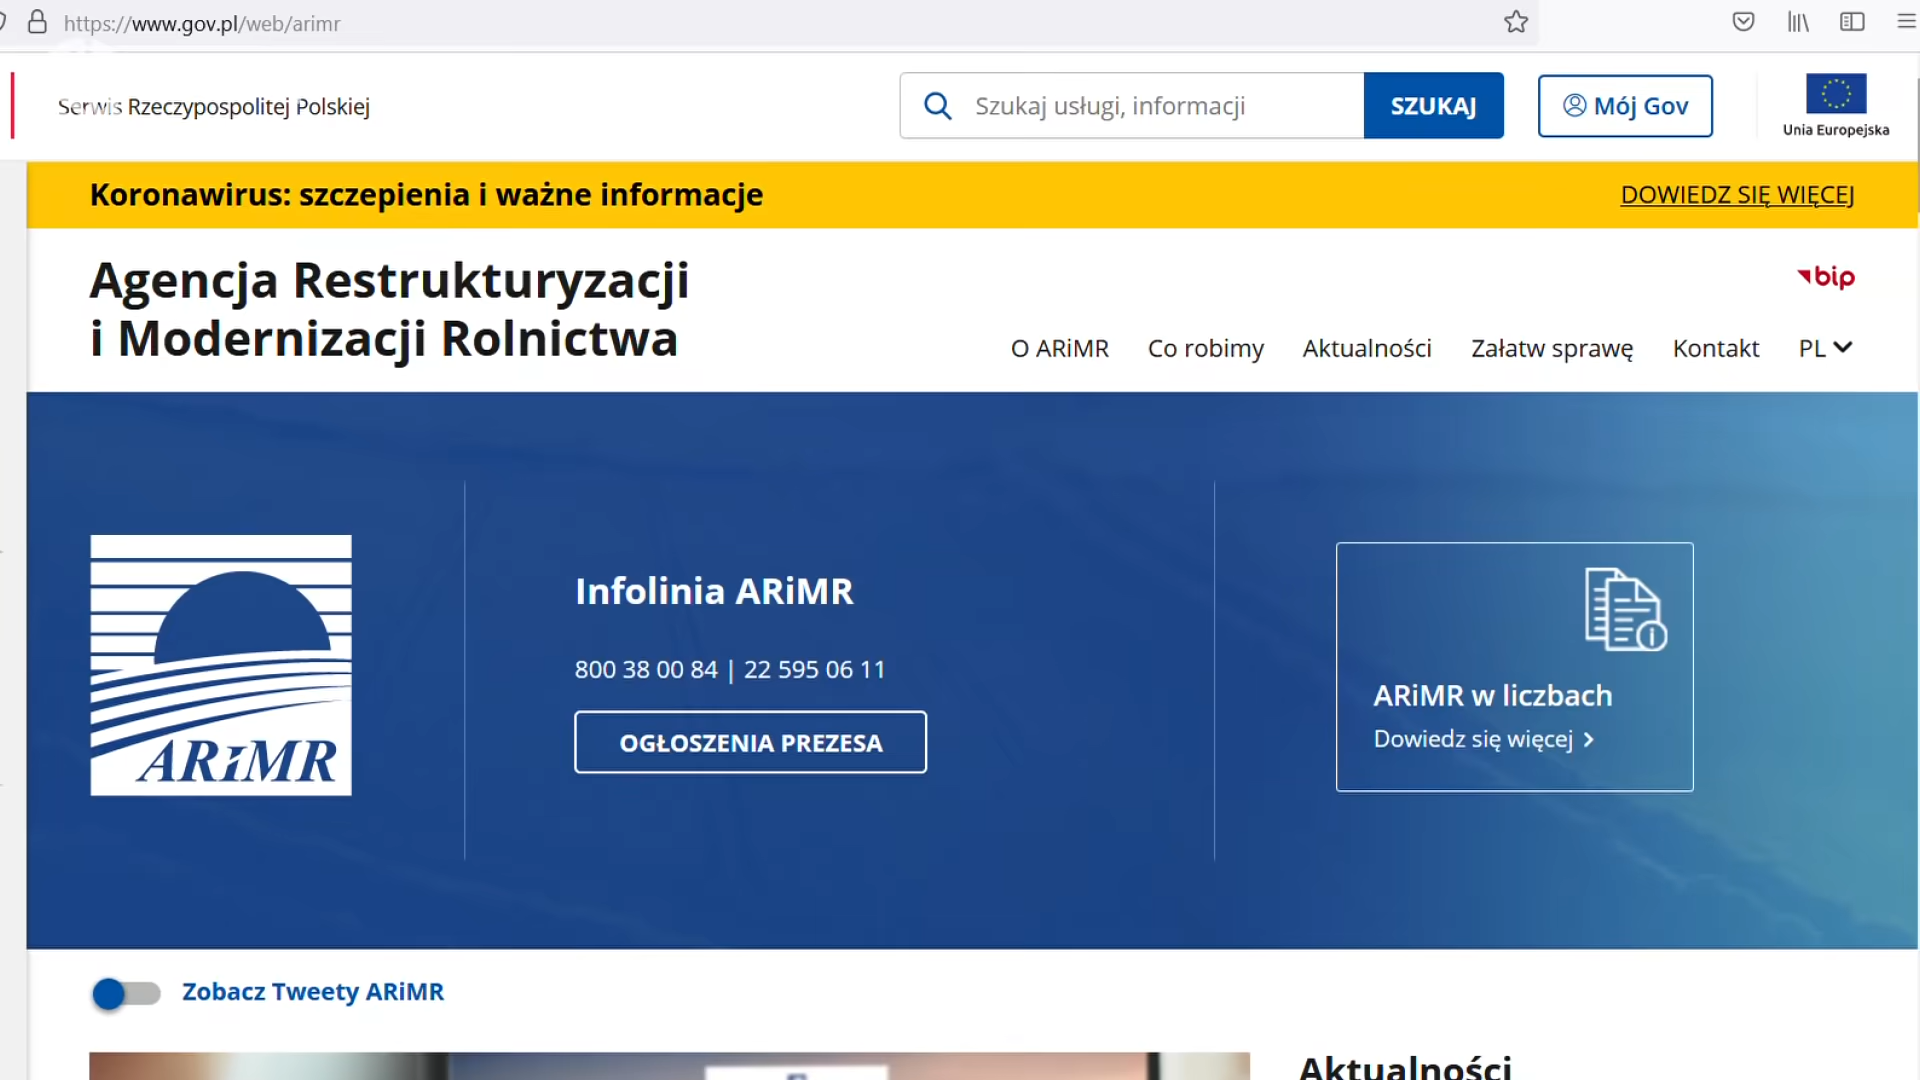 https://www.gov.pl/web/arimr
Serwis Rzeczypospolitej Polskiej
Szukaj usługi, informacji
SZUKAJ
Mój Gov
Unia Europejska
Koronawirus: szczepienia i ważne informacje
DOWIEDZ SIĘ WIĘCEJ
Agencja Restrukturyzacji
i Modernizacji Rolnictwa
bip
O ARiMR
Co robimy
Aktualności
Załatw sprawę
Kontakt
PL
ARiMR
Infolinia ARiMR
800 38 00 84 | 22 595 06 11
OGŁOSZENIA PREZESA
ARiMR w liczbach
Dowiedz się więcej
Zobacz Tweety ARiMR
Aktualności